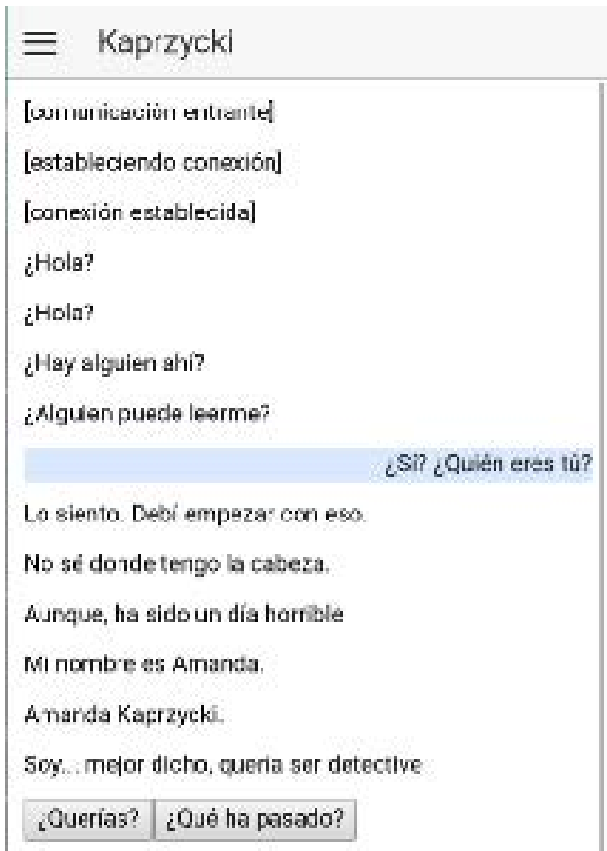 Kaprzycki
[comunicación entrante]
[estableciendo conexión]
[conexión establecida]
¿Hola?
¿Hola?
¿Hay alguien ahí?
¿Alguien puede leerme?
¿Sí? ¿Quién eres tú?
Lo siento. Debí empezar con eso.
No sé donde tengo la cabeza.
Aunque, ha sido un día horrible
Mi nombre es Amanda.
Amanda Kaprzycki.
Soy... mejor dicho, quería ser detective
¿Querías? ¿Qué ha pasado?